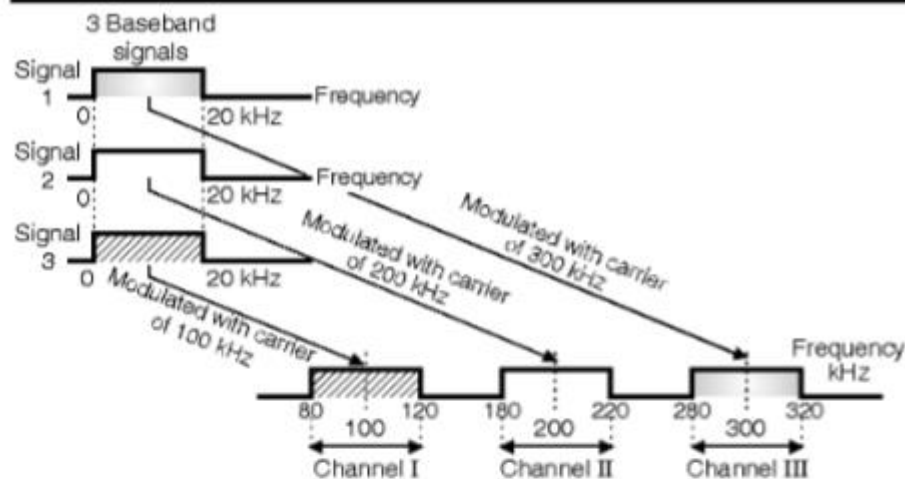 3 Baseband
signals
Signal
1
Frequency
0
20 kHz
Signal
2
Frequency
0
20 kHz
Signal
3
0
20 kHz
Modulated with carrier
of 100 kHz
Modulated with carrier
of 200 kHz
Modulated with carrier
of 300 kHz
Frequency
kHz
80 120 180 220 280 320
100 200 300
Channel I Channel II Channel III